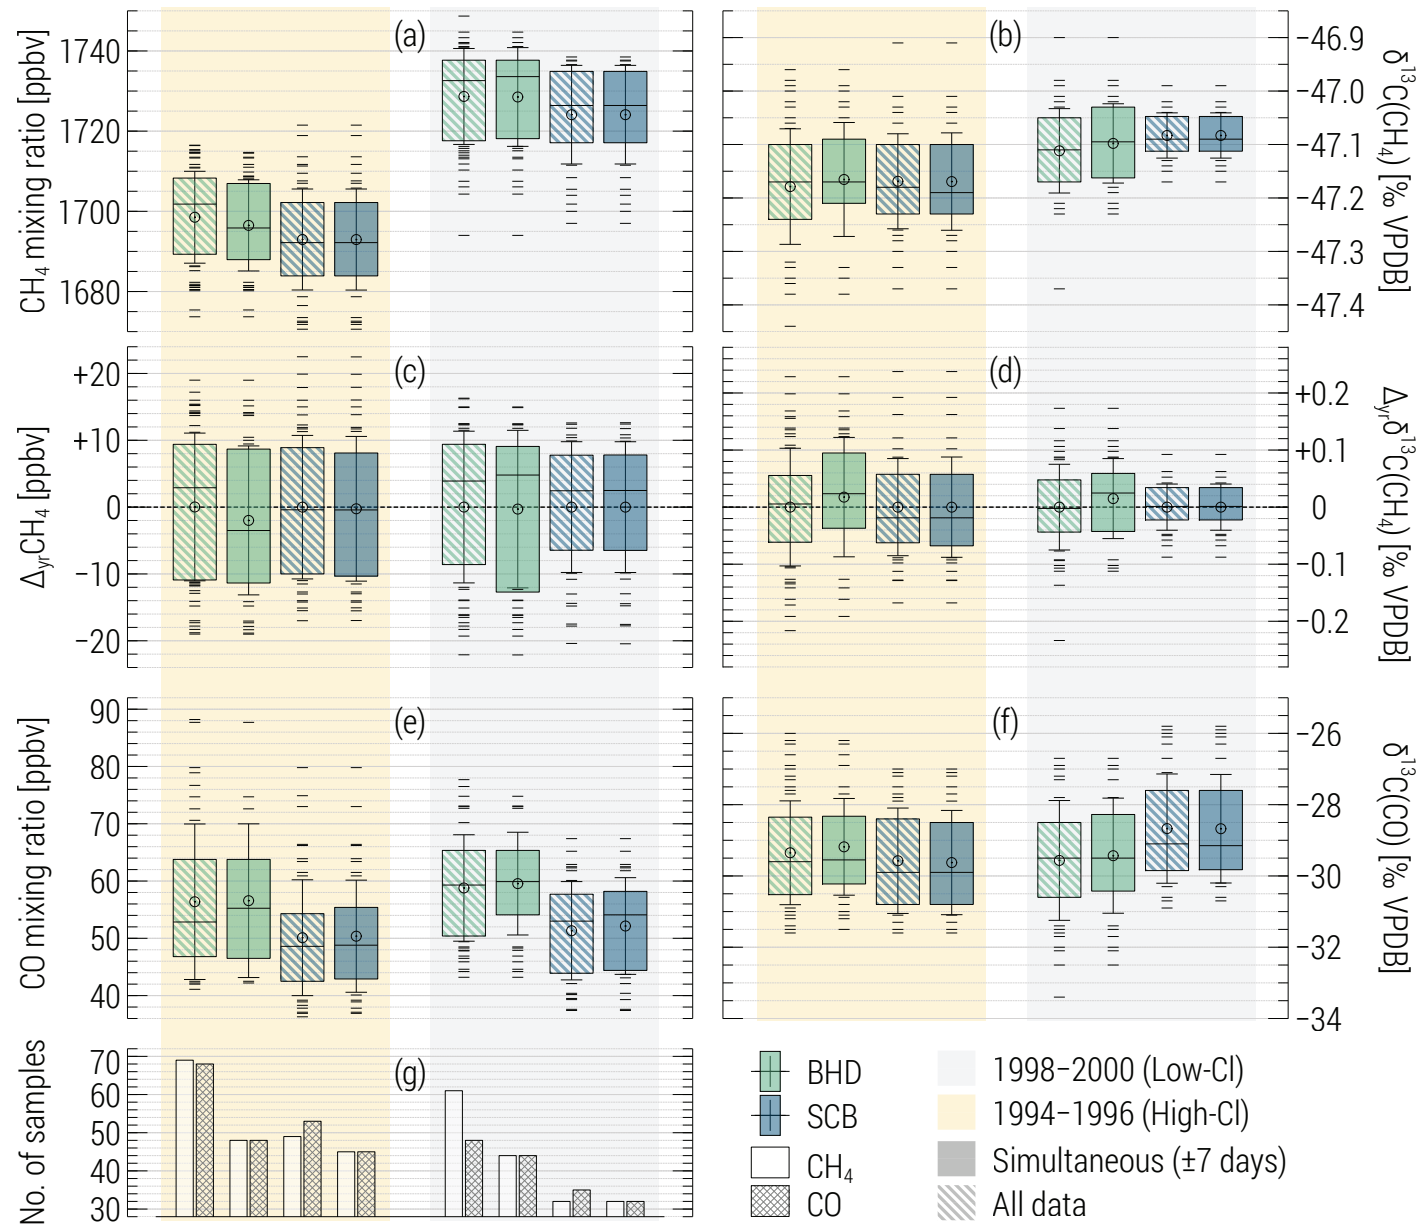 (a)
CH₄ mixing ratio [ppbv]
1740
1720
1700
1680
(b)
δ¹³C(CH₄) [‰ VPDB]
−46.9
−47.0
−47.1
−47.2
−47.3
−47.4
(c)
ΔyrCH₄ [ppbv]
+20
+10
0
−10
−20
(d)
Δyrδ¹³C(CH₄) [‰ VPDB]
+0.2
+0.1
0
−0.1
−0.2
(e)
CO mixing ratio [ppbv]
90
80
70
60
50
40
(f)
δ¹³C(CO) [‰ VPDB]
−26
−28
−30
−32
−34
(g)
No. of samples
70
60
50
40
30
BHD
SCB
CH₄
CO
1998−2000 (Low-Cl)
1994−1996 (High-Cl)
Simultaneous (±7 days)
All data